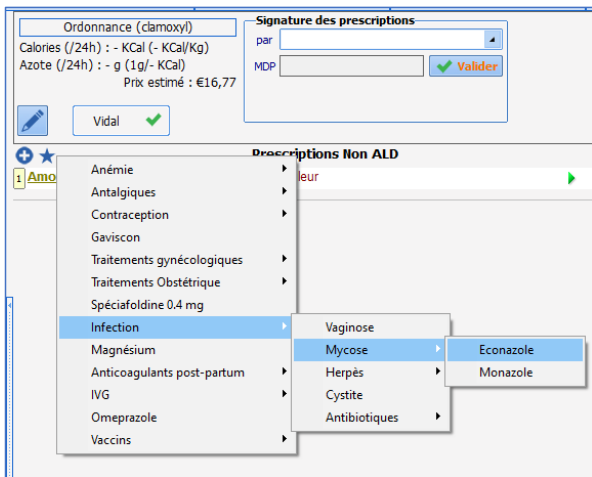 Ordonnance (clamoxyl)
Calories (/24h) : - KCal (- KCal/Kg)
Azote (/24h) : - g (1g/- KCal)
Prix estimé : €16,77
Vidal
Signature des prescriptions
par
MDP
Valider
Prescriptions Non ALD
1 Amo
leur
Anémie
Antalgiques
Contraception
Gaviscon
Traitements gynécologiques
Traitements Obstétrique
Spéciafoldine 0.4 mg
Infection
Magnésium
Anticoagulants post-partum
IVG
Omeprazole
Vaccins
Vaginose
Mycose
Herpès
Cystite
Antibiotiques
Econazole
Monazole